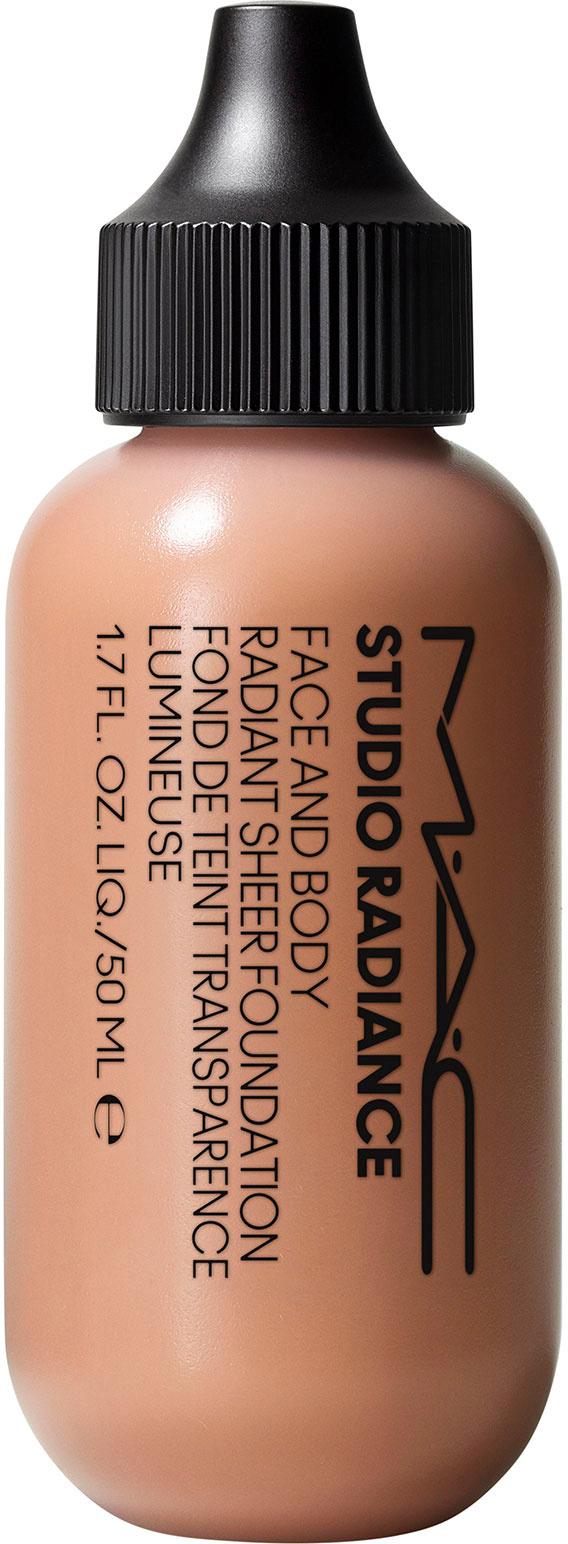 M·A·C
STUDIO RADIANCE
FACE AND BODY
RADIANT SHEER FOUNDATION
FOND DE TEINT TRANSPARENCE
LUMINEUSE
1.7 FL. OZ. LIQ./50 ML ℮